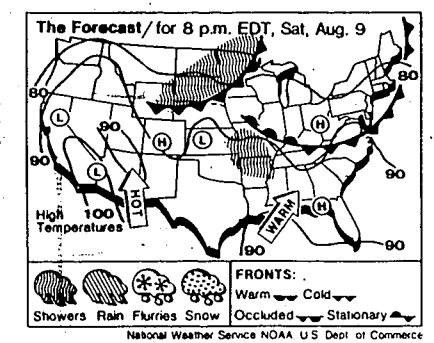 The Forecast/for 8 p.m. EDT, Sat, Aug. 9
80
80
L
90
H
L
H
90
L
90
High
Temperatures
100
HOT
WARM
H
90
90
Showers Rain Flurries Snow
FRONTS:
Warm Cold
Occluded Stationary
National Weather Service NOAA U S Dept of Commerce